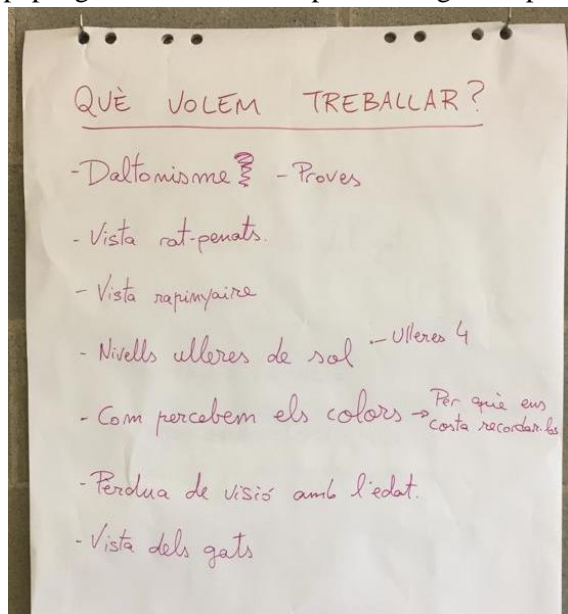 QUÈ VOLEM TREBALLAR?
- Daltonisme - Proves
- Vista rat-penats.
- Vista rapinyaire
- Nivells ulleres de sol - Ulleres 4
- Com percebem els colors → Per què ens
costa recordar-los
- Perdua de visió amb l'edat.
- Vista dels gats